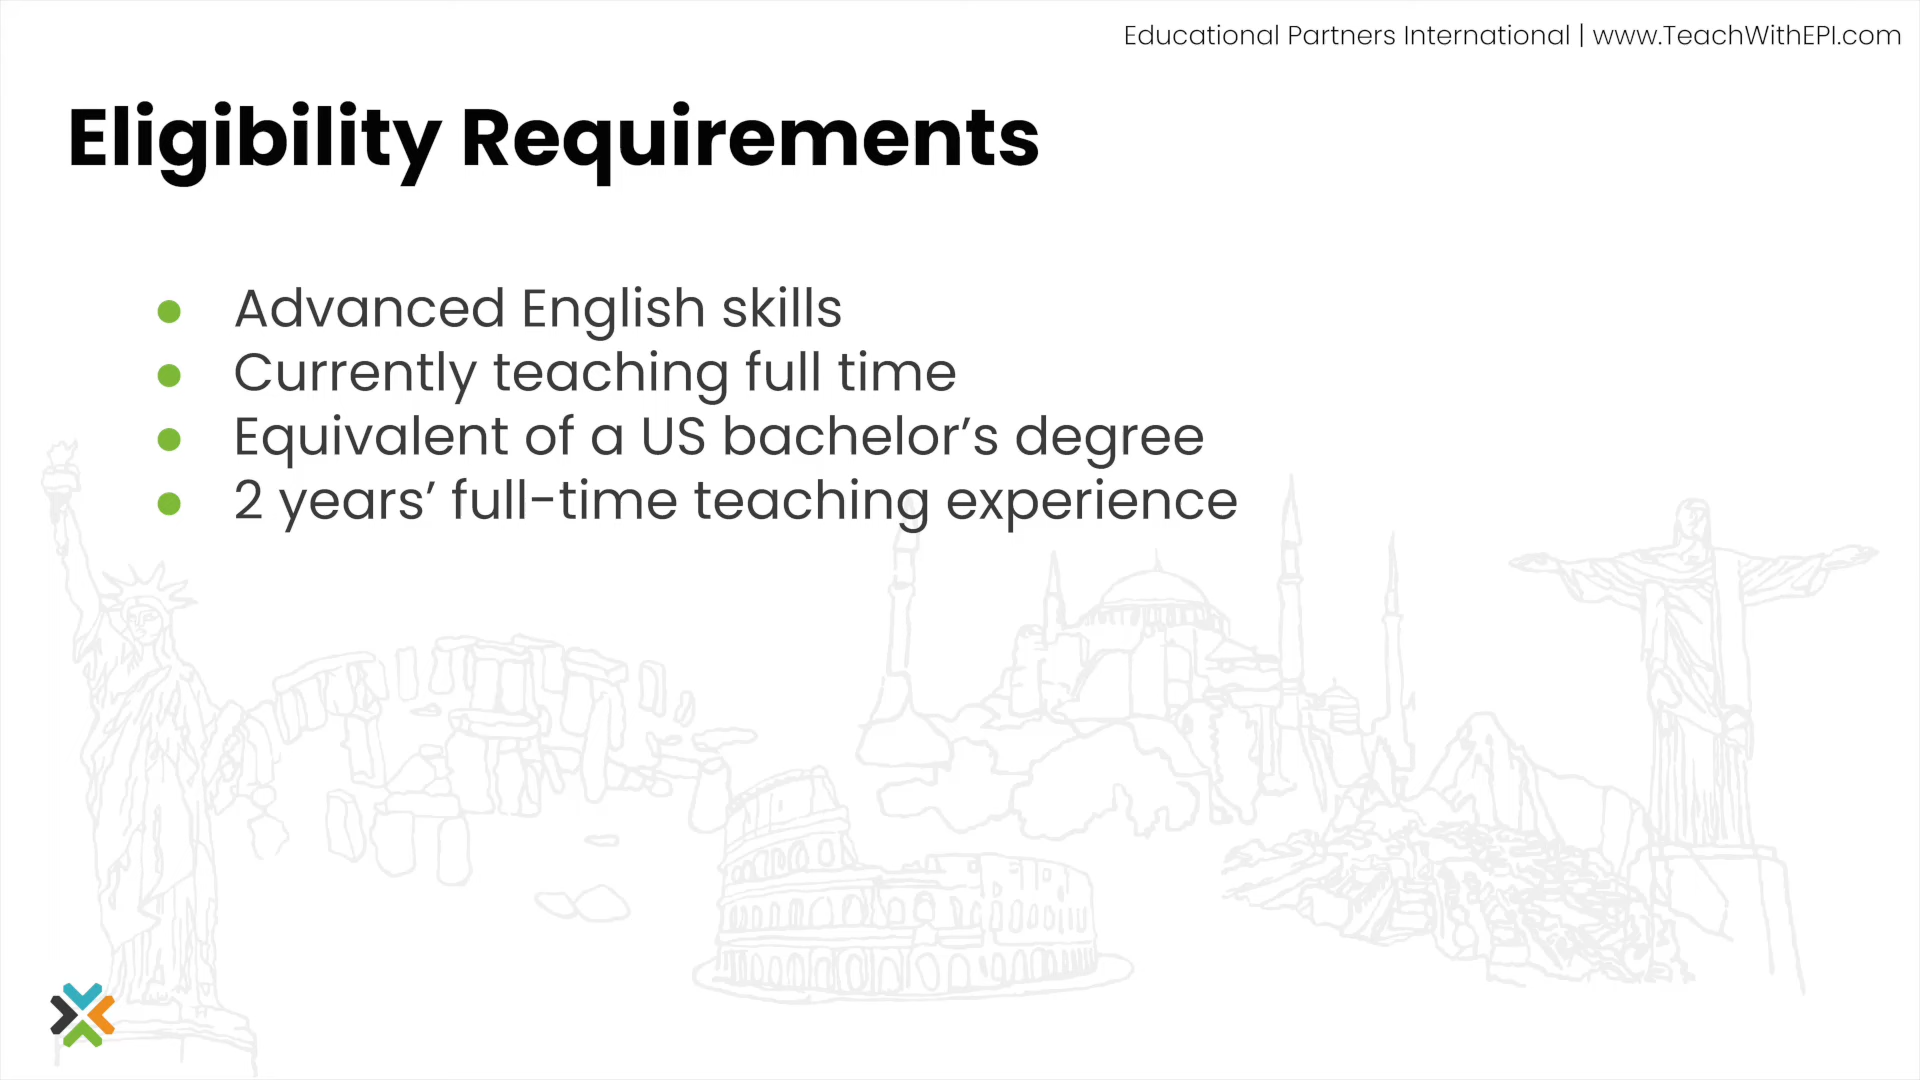 Educational Partners International | www.TeachWithEPI.com
Eligibility Requirements
● Advanced English skills
● Currently teaching full time
● Equivalent of a US bachelor’s degree
● 2 years’ full-time teaching experience